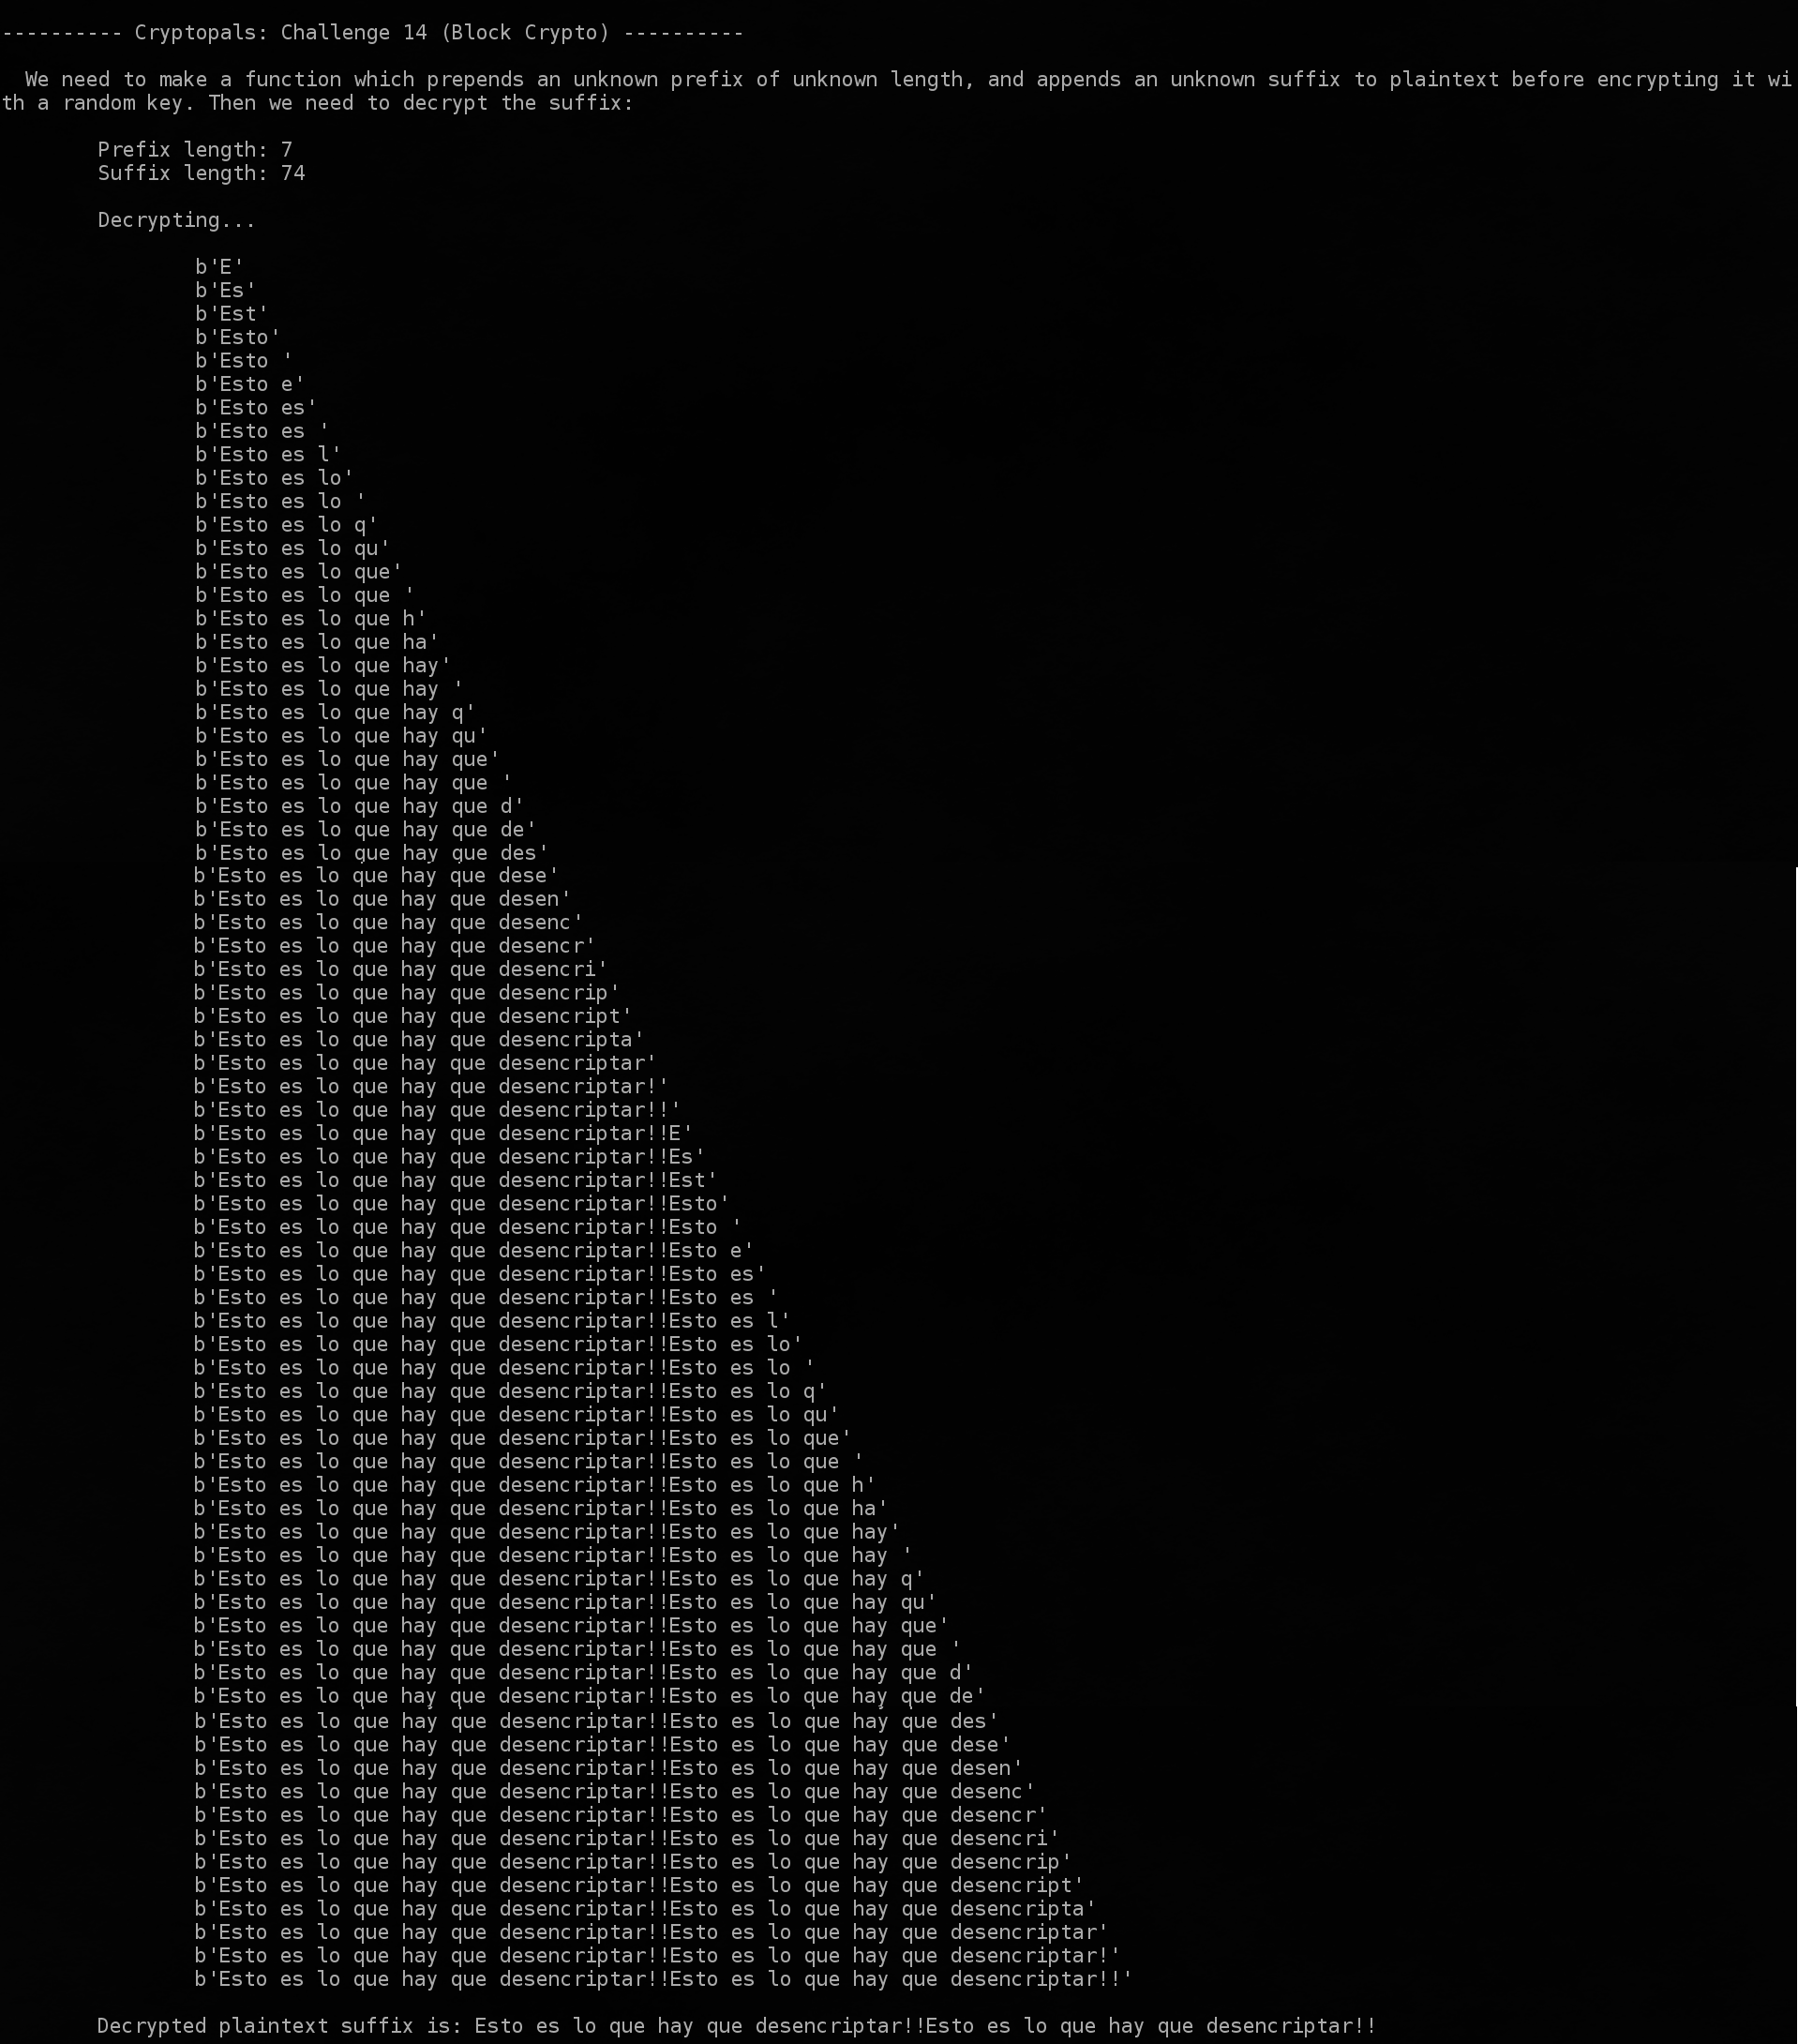 ---------- Cryptopals: Challenge 14 (Block Crypto) ----------
We need to make a function which prepends an unknown prefix of unknown length, and appends an unknown suffix to plaintext before encrypting it wi
th a random key. Then we need to decrypt the suffix:
Prefix length: 7
Suffix length: 74
Decrypting...
b'E'
b'Es'
b'Est'
b'Esto'
b'Esto '
b'Esto e'
b'Esto es'
b'Esto es '
b'Esto es l'
b'Esto es lo'
b'Esto es lo '
b'Esto es lo q'
b'Esto es lo qu'
b'Esto es lo que'
b'Esto es lo que '
b'Esto es lo que h'
b'Esto es lo que ha'
b'Esto es lo que hay'
b'Esto es lo que hay '
b'Esto es lo que hay q'
b'Esto es lo que hay qu'
b'Esto es lo que hay que'
b'Esto es lo que hay que '
b'Esto es lo que hay que d'
b'Esto es lo que hay que de'
b'Esto es lo que hay que des'
b'Esto es lo que hay que dese'
b'Esto es lo que hay que desen'
b'Esto es lo que hay que desenc'
b'Esto es lo que hay que desencr'
b'Esto es lo que hay que desencri'
b'Esto es lo que hay que desencrip'
b'Esto es lo que hay que desencript'
b'Esto es lo que hay que desencripta'
b'Esto es lo que hay que desencriptar'
b'Esto es lo que hay que desencriptar!'
b'Esto es lo que hay que desencriptar!!'
b'Esto es lo que hay que desencriptar!!E'
b'Esto es lo que hay que desencriptar!!Es'
b'Esto es lo que hay que desencriptar!!Est'
b'Esto es lo que hay que desencriptar!!Esto'
b'Esto es lo que hay que desencriptar!!Esto '
b'Esto es lo que hay que desencriptar!!Esto e'
b'Esto es lo que hay que desencriptar!!Esto es'
b'Esto es lo que hay que desencriptar!!Esto es '
b'Esto es lo que hay que desencriptar!!Esto es l'
b'Esto es lo que hay que desencriptar!!Esto es lo'
b'Esto es lo que hay que desencriptar!!Esto es lo '
b'Esto es lo que hay que desencriptar!!Esto es lo q'
b'Esto es lo que hay que desencriptar!!Esto es lo qu'
b'Esto es lo que hay que desencriptar!!Esto es lo que'
b'Esto es lo que hay que desencriptar!!Esto es lo que '
b'Esto es lo que hay que desencriptar!!Esto es lo que h'
b'Esto es lo que hay que desencriptar!!Esto es lo que ha'
b'Esto es lo que hay que desencriptar!!Esto es lo que hay'
b'Esto es lo que hay que desencriptar!!Esto es lo que hay '
b'Esto es lo que hay que desencriptar!!Esto es lo que hay q'
b'Esto es lo que hay que desencriptar!!Esto es lo que hay qu'
b'Esto es lo que hay que desencriptar!!Esto es lo que hay que'
b'Esto es lo que hay que desencriptar!!Esto es lo que hay que '
b'Esto es lo que hay que desencriptar!!Esto es lo que hay que d'
b'Esto es lo que hay que desencriptar!!Esto es lo que hay que de'
b'Esto es lo que hay que desencriptar!!Esto es lo que hay que des'
b'Esto es lo que hay que desencriptar!!Esto es lo que hay que dese'
b'Esto es lo que hay que desencriptar!!Esto es lo que hay que desen'
b'Esto es lo que hay que desencriptar!!Esto es lo que hay que desenc'
b'Esto es lo que hay que desencriptar!!Esto es lo que hay que desencr'
b'Esto es lo que hay que desencriptar!!Esto es lo que hay que desencri'
b'Esto es lo que hay que desencriptar!!Esto es lo que hay que desencrip'
b'Esto es lo que hay que desencriptar!!Esto es lo que hay que desencript'
b'Esto es lo que hay que desencriptar!!Esto es lo que hay que desencripta'
b'Esto es lo que hay que desencriptar!!Esto es lo que hay que desencriptar'
b'Esto es lo que hay que desencriptar!!Esto es lo que hay que desencriptar!'
b'Esto es lo que hay que desencriptar!!Esto es lo que hay que desencriptar!!'
Decrypted plaintext suffix is: Esto es lo que hay que desencriptar!!Esto es lo que hay que desencriptar!!